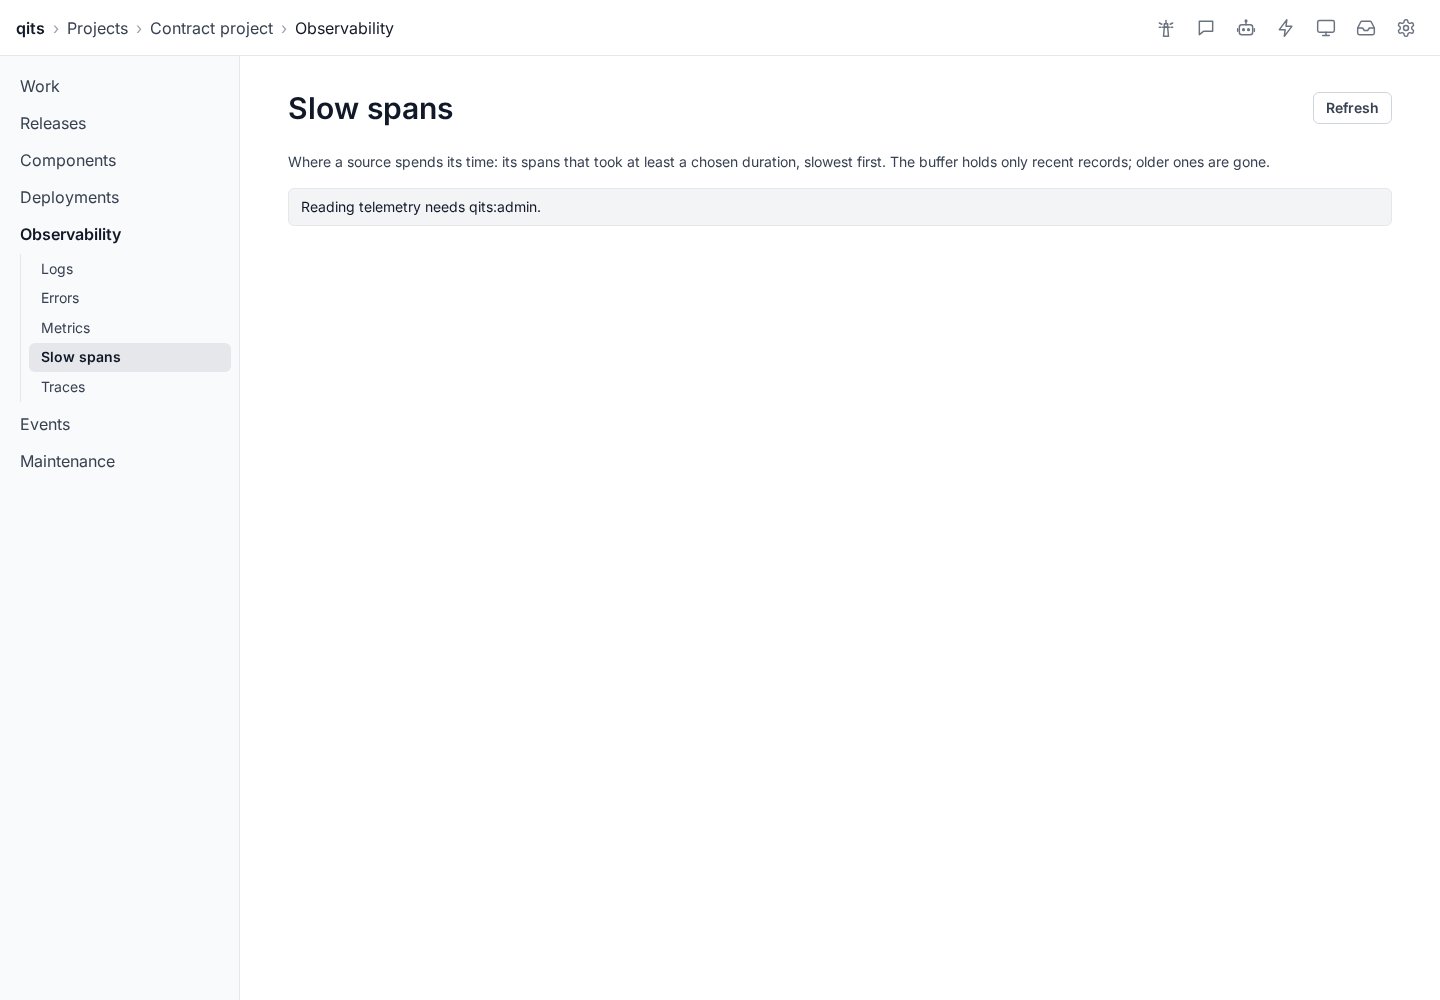 qits › Projects › Contract project › Observability
Work
Releases
Components
Deployments
Observability
Logs
Errors
Metrics
Slow spans
Traces
Events
Maintenance
Slow spans
Refresh
Where a source spends its time: its spans that took at least a chosen duration, slowest first. The buffer holds only recent records; older ones are gone.
Reading telemetry needs qits:admin.